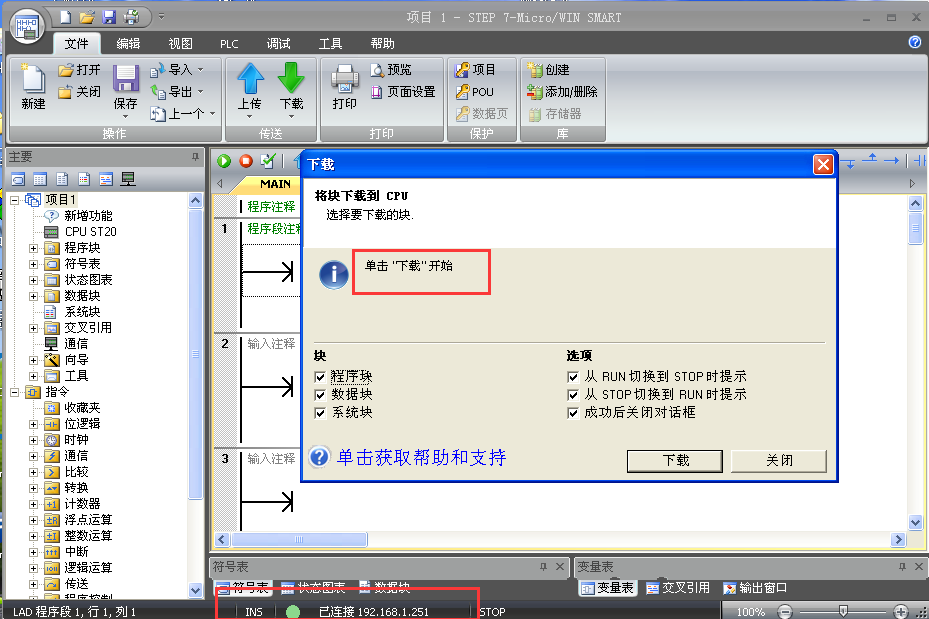 项目 1 - STEP 7-Micro/WIN SMART
文件 编辑 视图 PLC 调试 工具 帮助
新建 打开 关闭 保存 导入 导出 上一个
操作
上传 下载
传送
打印 预览 页面设置
打印
项目 POU 数据页
保护
创建 添加/删除 存储器
库
主要
项目1
新增功能
CPU ST20
程序块
符号表
状态图表
数据块
系统块
交叉引用
通信
向导
工具
指令
收藏夹
位逻辑
时钟
通信
比较
转换
计数器
浮点运算
整数运算
中断
逻辑运算
传送
程序控制
MAIN
程序注释
1 程序段注释
2 输入注释
3 输入注释
下载
将块下载到 CPU
选择要下载的块.
单击 "下载"开始
块
程序块
数据块
系统块
选项
从 RUN 切换到 STOP 时提示
从 STOP 切换到 RUN 时提示
成功后关闭对话框
单击获取帮助和支持
下载 关闭
符号表
符号表 状态图表 数据块
变量表
变量表 交叉引用 输出窗口
LAD 程序段 1, 行 1, 列 1 INS 已连接 192.168.1.251 STOP 100%